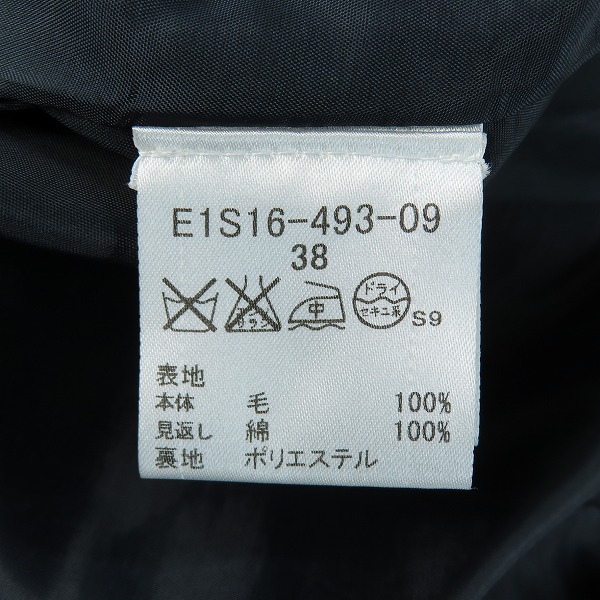 E1S16-493-09
38
中 ドライ
セキユ系 S9
表地
本体 毛 100%
見返し 綿 100%
裏地 ポリエステル